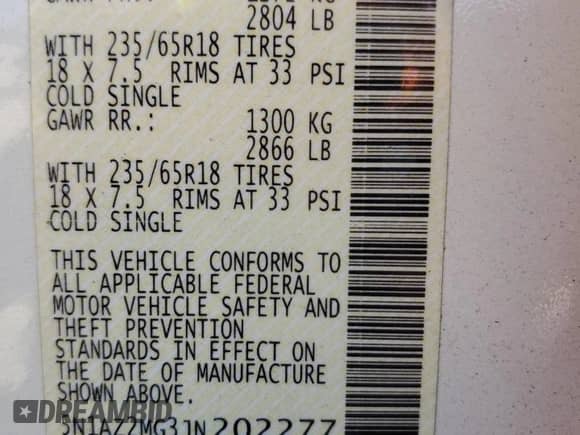 2804 LB
WITH 235/65R18 TIRES
18 X 7.5 RIMS AT 33 PSI
COLD SINGLE
GAWR RR.: 1300 KG
2866 LB
WITH 235/65R18 TIRES
18 X 7.5 RIMS AT 33 PSI
COLD SINGLE
THIS VEHICLE CONFORMS TO
ALL APPLICABLE FEDERAL
MOTOR VEHICLE SAFETY AND
THEFT PREVENTION
STANDARDS IN EFFECT ON
THE DATE OF MANUFACTURE
SHOWN ABOVE.
5N1AZ2MG3JN202277
DREAMBID